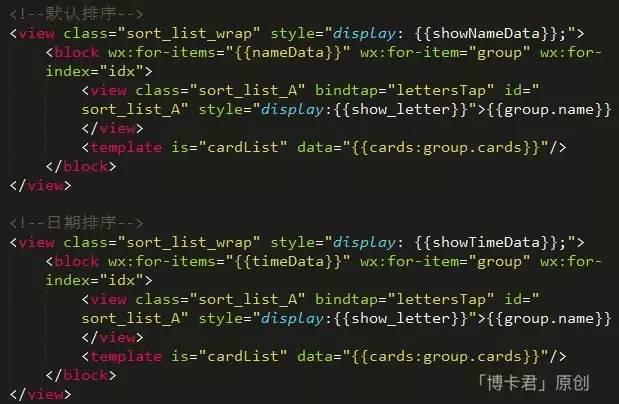 <!--默认排序-->
<view class="sort_list_wrap" style="display: {{showNameData}};">
<block wx:for-items="{{nameData}}" wx:for-item="group" wx:for-
index="idx">
<view class="sort_list_A" bindtap="lettersTap" id="
sort_list_A" style="display:{{show_letter}}">{{group.name}}
</view>
<template is="cardList" data="{{cards:group.cards}}"/>
</block>
</view>
<!--日期排序-->
<view class="sort_list_wrap" style="display: {{showTimeData}};">
<block wx:for-items="{{timeData}}" wx:for-item="group" wx:for-
index="idx">
<view class="sort_list_A" bindtap="lettersTap" id="
sort_list_A" style="display:{{show_letter}}">{{group.name}}
</view>
<template is="cardList" data="{{cards:group.cards}}"/>
</block>
</view>
「博卡君」原创